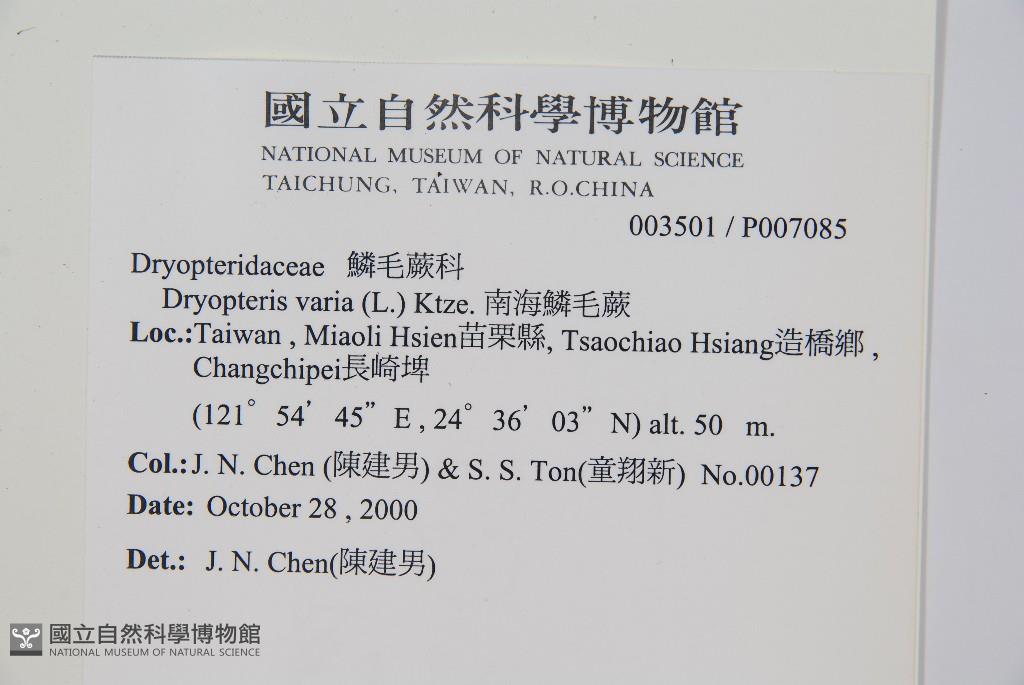 國立自然科學博物館
NATIONAL MUSEUM OF NATURAL SCIENCE
TAICHUNG, TAIWAN, R.O.CHINA
003501 / P007085
Dryopteridaceae 鱗毛蕨科
Dryopteris varia (L.) Ktze. 南海鱗毛蕨
Loc.:Taiwan , Miaoli Hsien苗栗縣, Tsaochiao Hsiang造橋鄉 ,
Changchipei長崎埤
(121° 54’ 45” E , 24° 36’ 03” N) alt. 50 m.
Col.: J. N. Chen (陳建男) & S. S. Ton(童翔新) No.00137
Date: October 28 , 2000
Det.: J. N. Chen(陳建男)
國立自然科學博物館
NATIONAL MUSEUM OF NATURAL SCIENCE